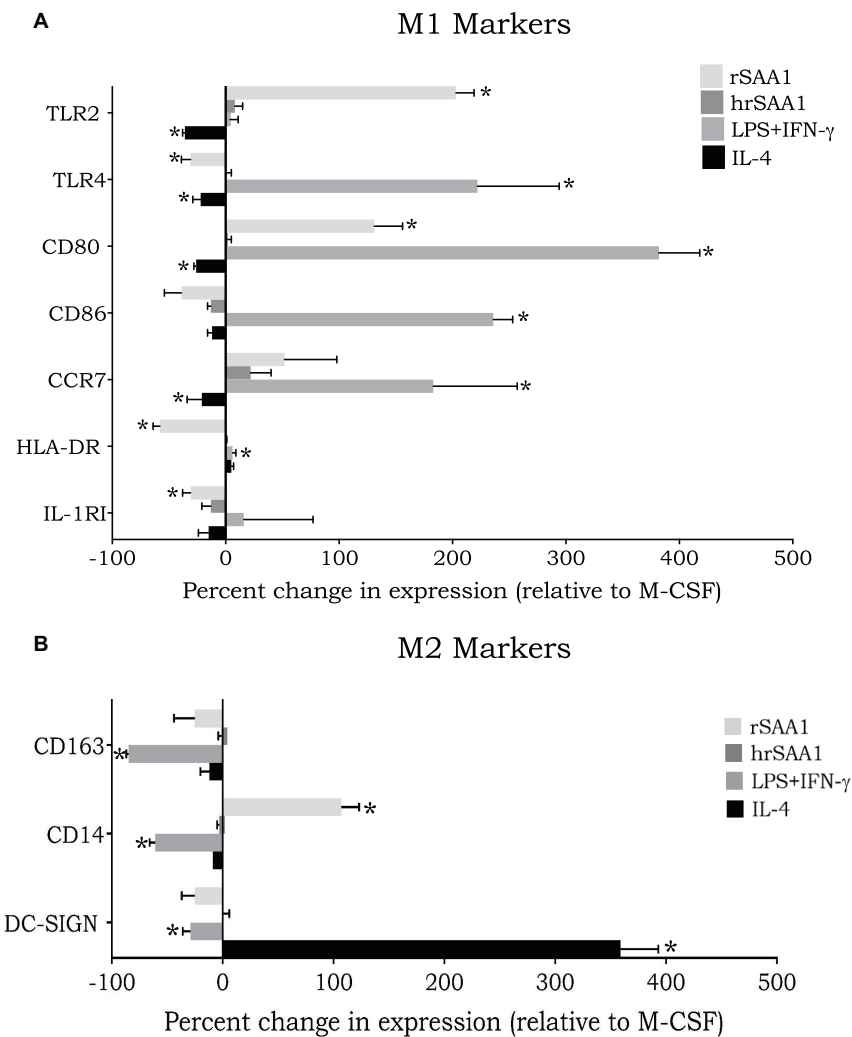 A
M1 Markers
rSAA1
hrSAA1
LPS+IFN-γ
IL-4
TLR2
*
*
TLR4
*
*
*
CD80
*
*
*
CD86
*
CCR7
*
*
HLA-DR
*
*
IL-1RI
*
-100 0 100 200 300 400 500
Percent change in expression (relative to M-CSF)
B
M2 Markers
rSAA1
hrSAA1
LPS+IFN-γ
IL-4
CD163
*
CD14
*
*
DC-SIGN
*
*
-100 0 100 200 300 400 500
Percent change in expression (relative to M-CSF)